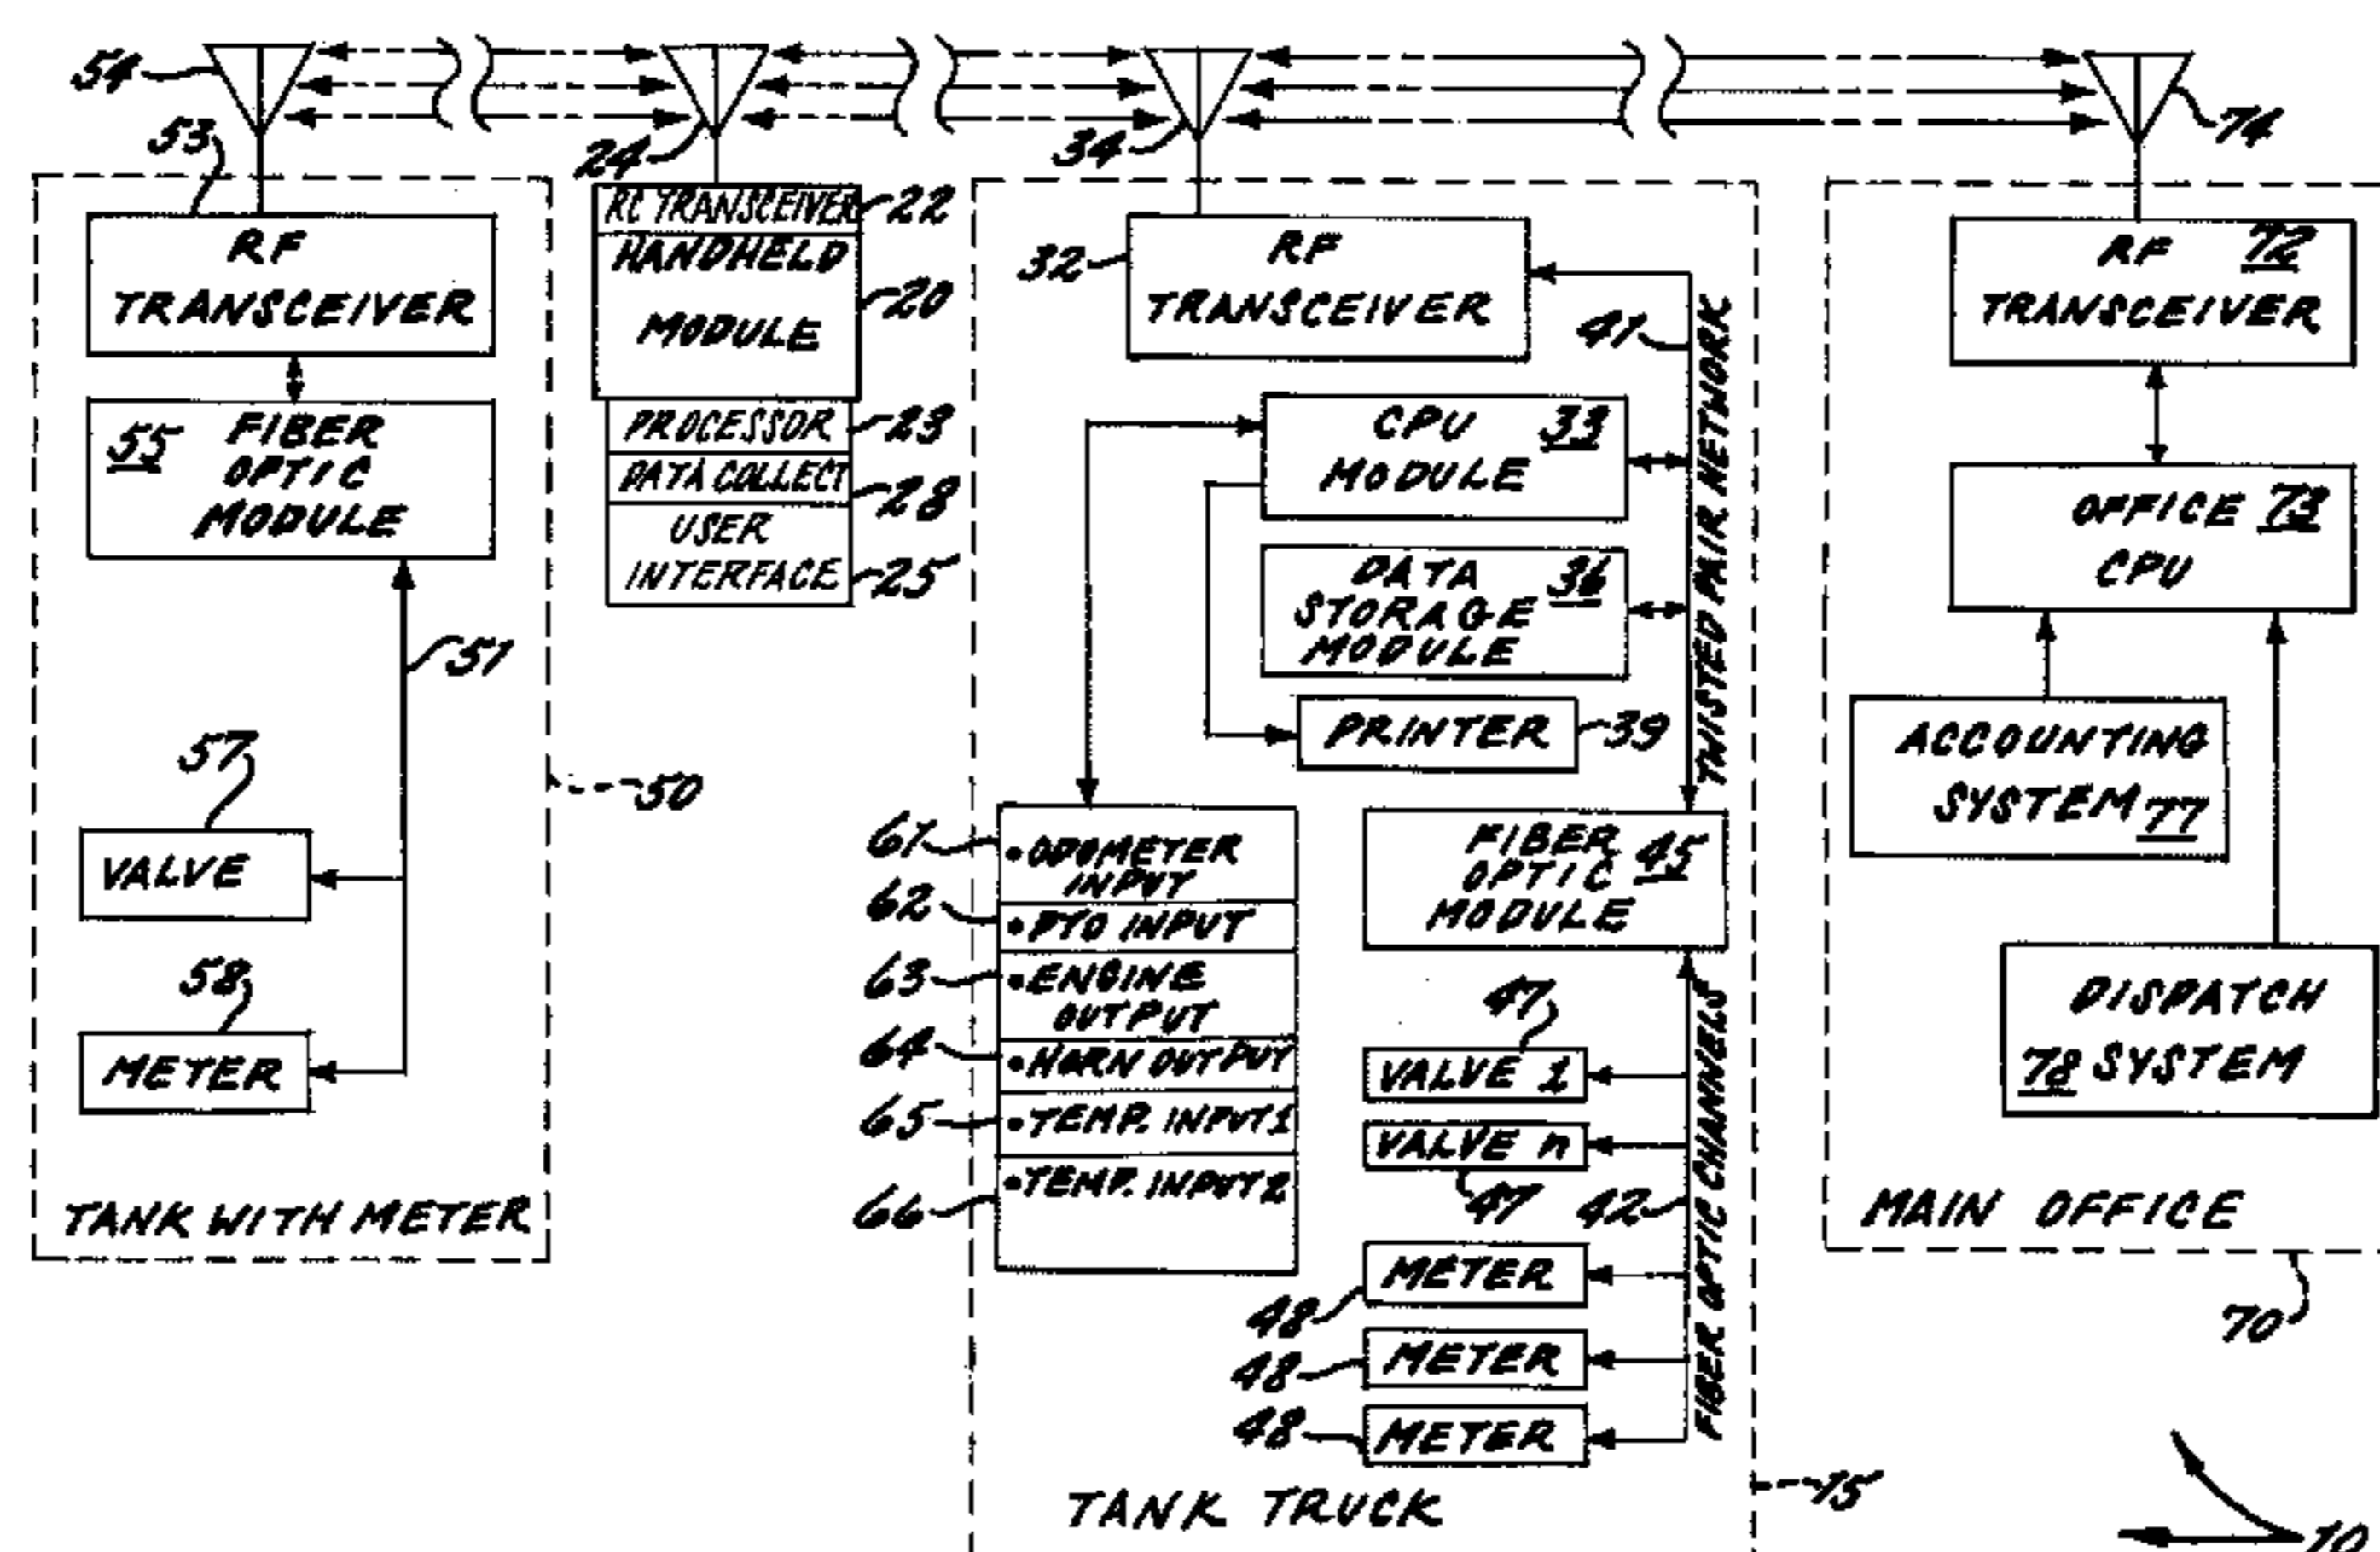 54
53
RF
TRANSCEIVER
55 FIBER
OPTIC
MODULE
51
57
VALVE
58
METER
50
TANK WITH METER
24
RC TRANSCEIVER
22
HANDHELD
MODULE
20
PROCESSOR
23
DATA COLLECT
28
USER
INTERFACE
25
34
32
RF
TRANSCEIVER
41
TWISTED PAIR NETWORK
CPU 33
MODULE
DATA 36
STORAGE
MODULE
PRINTER
39
61
• ODOMETER
INPUT
62
• PTO INPUT
63
• ENGINE
OUTPUT
64
• HORN OUTPUT
65
• TEMP. INPUT 1
66
• TEMP. INPUT 2
FIBER 45
OPTIC
MODULE
47
VALVE 1
VALVE n
47
42
FIBER OPTIC CHANNELS
METER
48
METER
48
METER
48
TANK TRUCK
15
74
RF 72
TRANSCEIVER
OFFICE 73
CPU
ACCOUNTING
SYSTEM 77
DISPATCH
78 SYSTEM
MAIN OFFICE
70
10